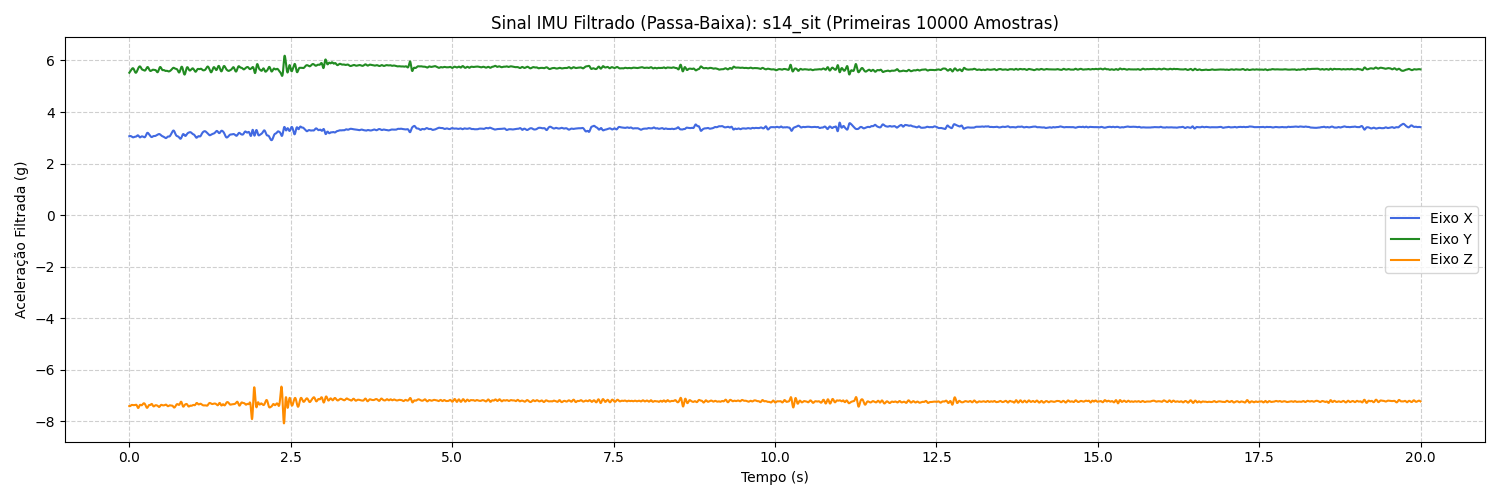 Sinal IMU Filtrado (Passa-Baixa): s14_sit (Primeiras 10000 Amostras)
Aceleração Filtrada (g)
6
4
2
0
−2
−4
−6
−8
Eixo X
Eixo Y
Eixo Z
0.0 2.5 5.0 7.5 10.0 12.5 15.0 17.5 20.0
Tempo (s)